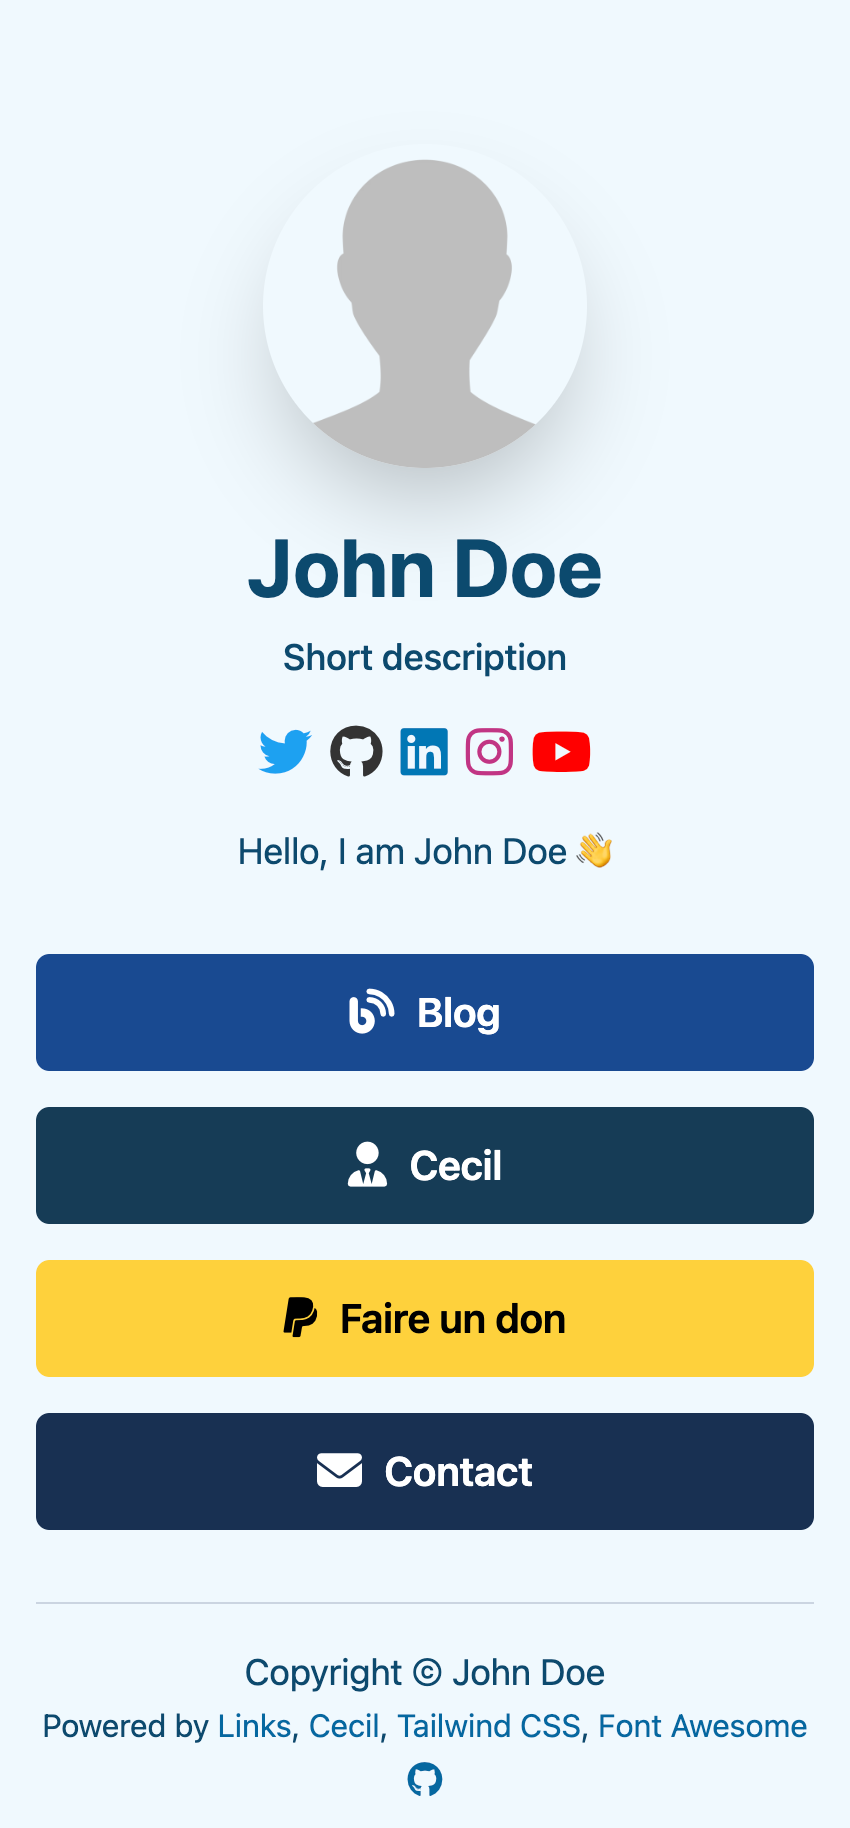 John Doe
Short description
Hello, I am John Doe 👋
Blog
Cecil
Faire un don
Contact
Copyright © John Doe
Powered by Links, Cecil, Tailwind CSS, Font Awesome